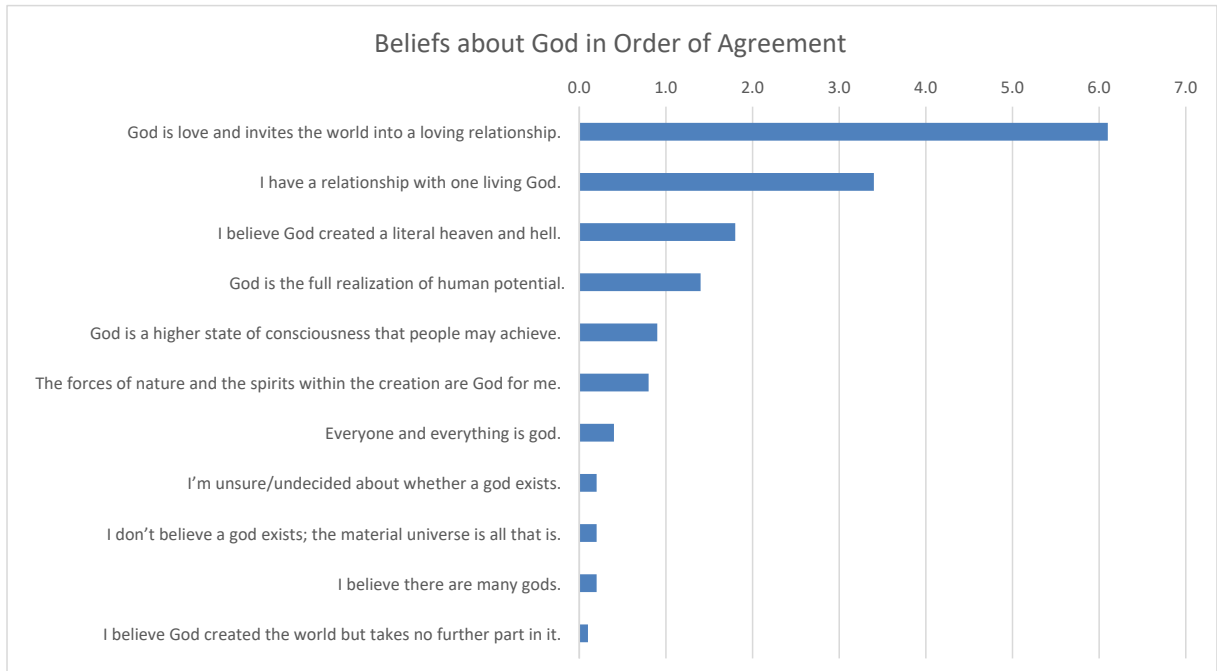 Beliefs about God in Order of Agreement
0.0 1.0 2.0 3.0 4.0 5.0 6.0 7.0
God is love and invites the world into a loving relationship.
I have a relationship with one living God.
I believe God created a literal heaven and hell.
God is the full realization of human potential.
God is a higher state of consciousness that people may achieve.
The forces of nature and the spirits within the creation are God for me.
Everyone and everything is god.
I’m unsure/undecided about whether a god exists.
I don’t believe a god exists; the material universe is all that is.
I believe there are many gods.
I believe God created the world but takes no further part in it.